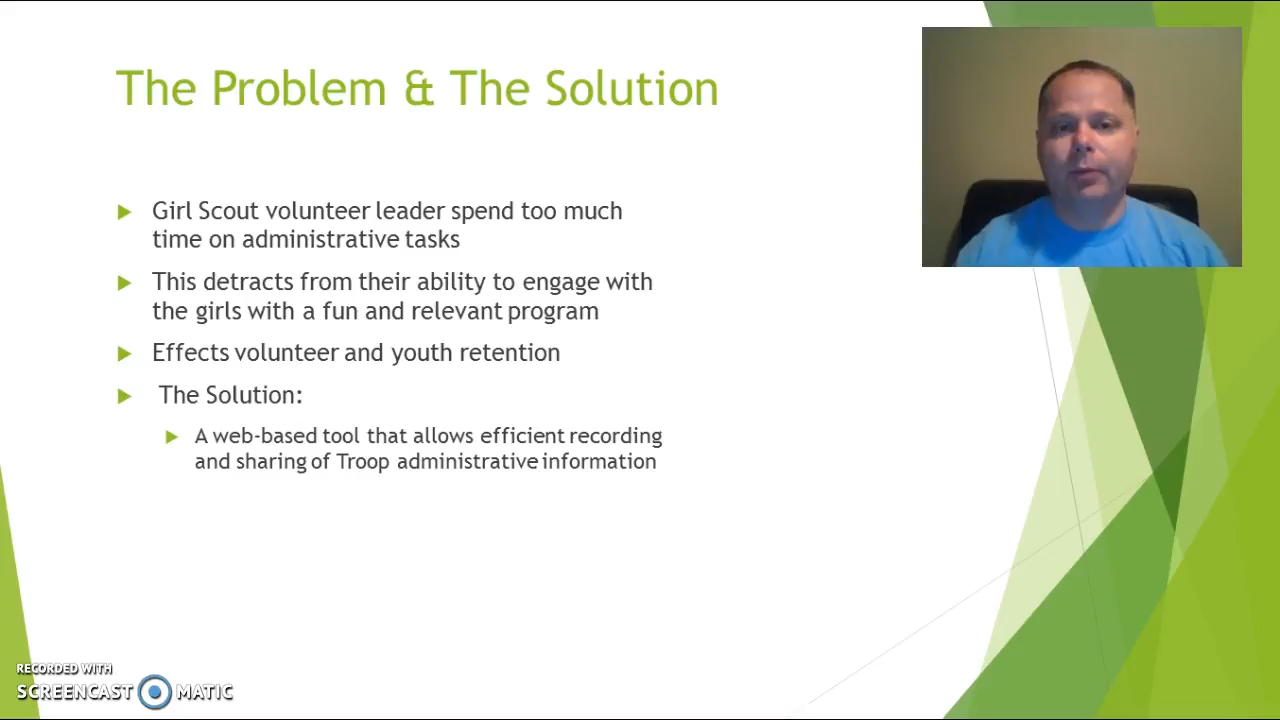 The Problem & The Solution
Girl Scout volunteer leader spend too much
time on administrative tasks
This detracts from their ability to engage with
the girls with a fun and relevant program
Effects volunteer and youth retention
The Solution:
A web-based tool that allows efficient recording
and sharing of Troop administrative information
RECORDED WITH
SCREENCAST MATIC